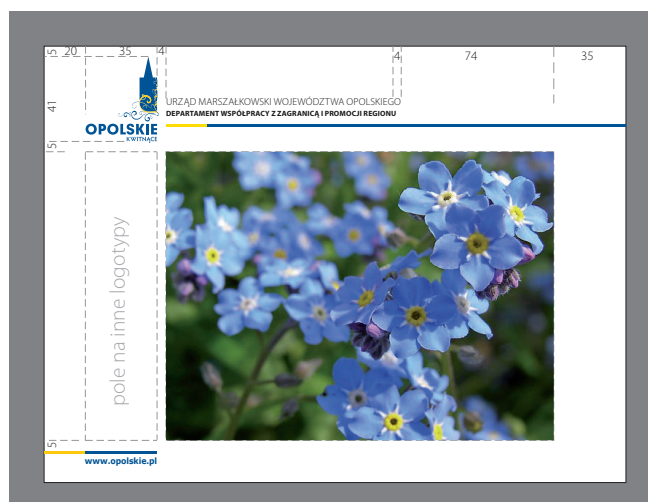 5 20 35 4 4 74 35
41
URZĄD MARSZAŁKOWSKI WOJEWÓDZTWA OPOLSKIEGO
DEPARTAMENT WSPÓŁPRACY Z ZAGRANICĄ I PROMOCJI REGIONU
OPOLSKIE
KWITNĄCE
5
pole na inne logotypy
5
www.opolskie.pl